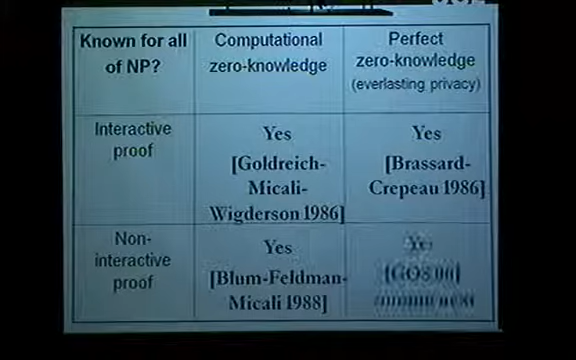 Known for all
of NP?
Computational
zero-knowledge
Perfect
zero-knowledge
(everlasting privacy)
Interactive
proof
Yes
[Goldreich-
Micali-
Wigderson 1986]
Yes
[Brassard-
Crepeau 1986]
Non-
interactive
proof
Yes
[Blum-Feldman-
Micali 1988]